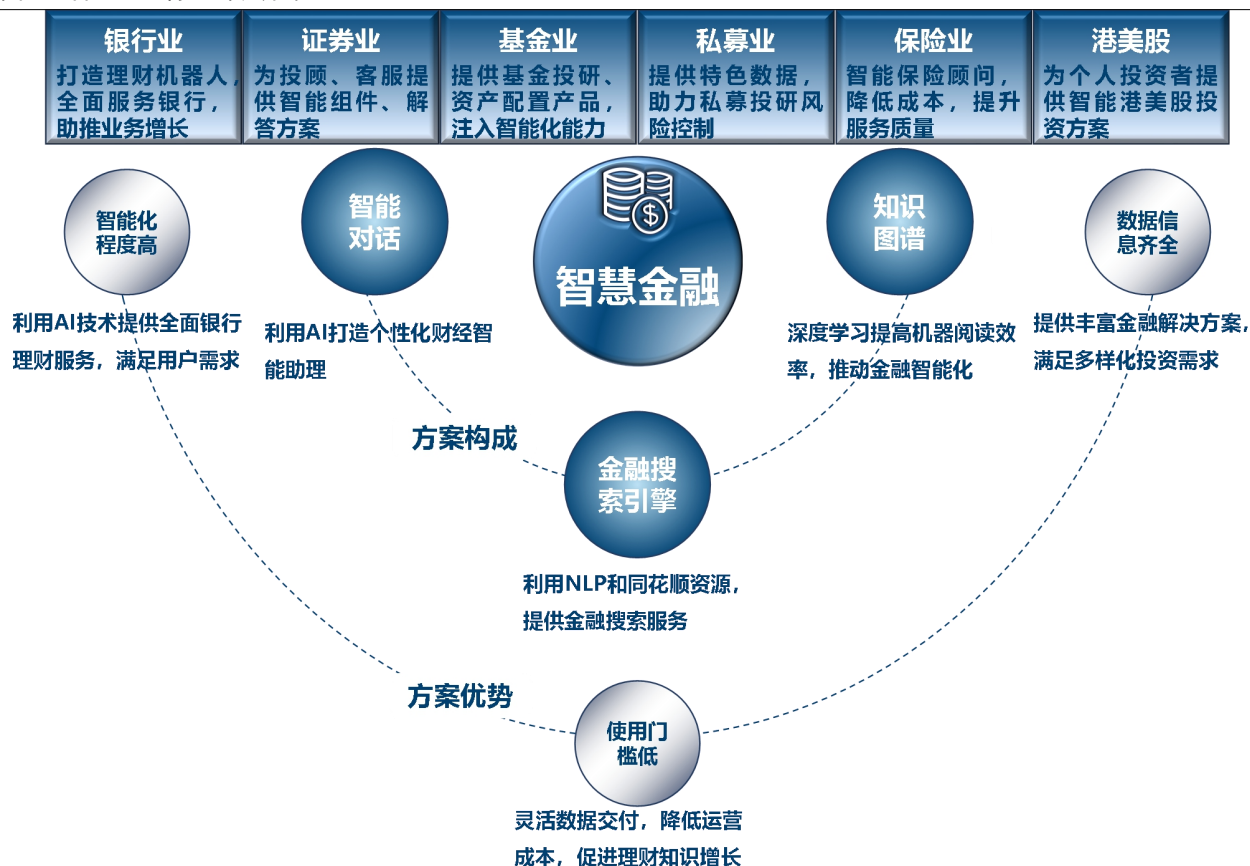 银行业
打造理财机器人,
全面服务银行，
助推业务增长
证券业
为投顾、客服提
供智能组件、解
答方案
基金业
提供基金投研、
资产配置产品，
注入智能化能力
私募业
提供特色数据，
助力私募投研风
险控制
保险业
智能保险顾问，
降低成本，提升
服务质量
港美股
为个人投资者提
供智能港美股投
资方案
智能化
程度高
利用AI技术提供全面银行
理财服务，满足用户需求
智能
对话
利用AI打造个性化财经智
能助理
$
智慧金融
知识
图谱
深度学习提高机器阅读效
率，推动金融智能化
数据信
息齐全
提供丰富金融解决方案，
满足多样化投资需求
方案构成
金融搜
索引擎
利用NLP和同花顺资源，
提供金融搜索服务
方案优势
使用门
槛低
灵活数据交付，降低运营
成本，促进理财知识增长